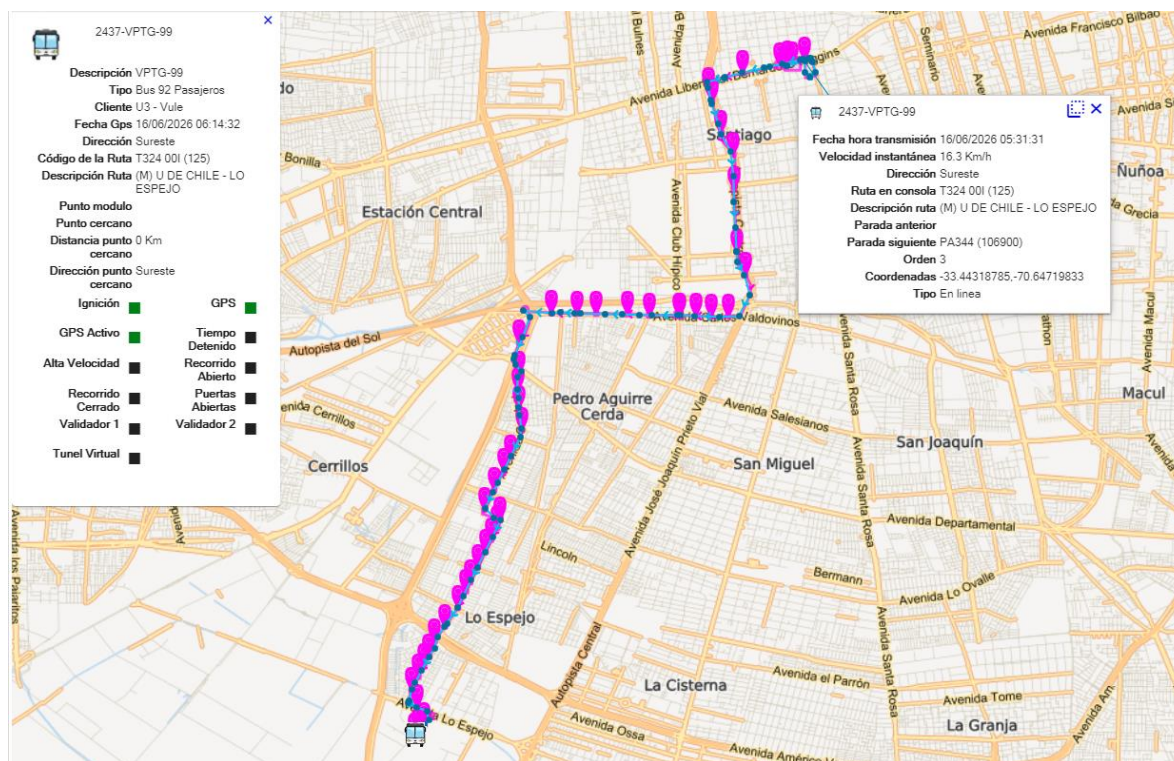 2437-VPTG-99
Descripción VPTG-99
Tipo Bus 92 Pasajeros
Cliente U3 - Vule
Fecha Gps 16/06/2026 06:14:32
Dirección Sureste
Código de la Ruta T324 00I (125)
Descripción Ruta (M) U DE CHILE - LO
ESPEJO
Punto modulo
Punto cercano
Distancia punto 0 Km
cercano
Dirección punto Sureste
cercano
Ignición
GPS
GPS Activo
Tiempo
Detenido
Alta Velocidad
Recorrido
Abierto
Recorrido
Cerrado
Puertas
Abiertas
Validador 1
Validador 2
Tunel Virtual
2437-VPTG-99
Fecha hora transmisión 16/06/2026 05:31:31
Velocidad instantánea 16.3 Km/h
Dirección Sureste
Ruta en consola T324 00I (125)
Descripción ruta (M) U DE CHILE - LO ESPEJO
Parada anterior
Parada siguiente PA344 (106900)
Orden 3
Coordenadas -33.44318785,-70.64719833
Tipo En linea
Bulnes
Avenida
Seminario
Avenida Francisco Bilbao
Santiago
Ñuñoa
Grecia
Bonilla
Estación Central
Avenida Club Hípico
Autopista del Sol
Valdovinos
Avenida Macul
Macul
Avenida Santa Rosa
Pedro Aguirre
Cerda
Avenida Salesianos
San Joaquín
Cerrillos
San Miguel
Avenida José Joaquín Prieto Vial
Avenida Santa Rosa
Avenida Departamental
Lincoln
Bermann
Avenida Lo Ovalle
Avenida los Pajaritos
Lo Espejo
Autopista Central
Avenida el Parrón
La Cisterna
Avenida Santa Rosa
Avenida Tome
Lo Espejo
Avenida Ossa
La Granja